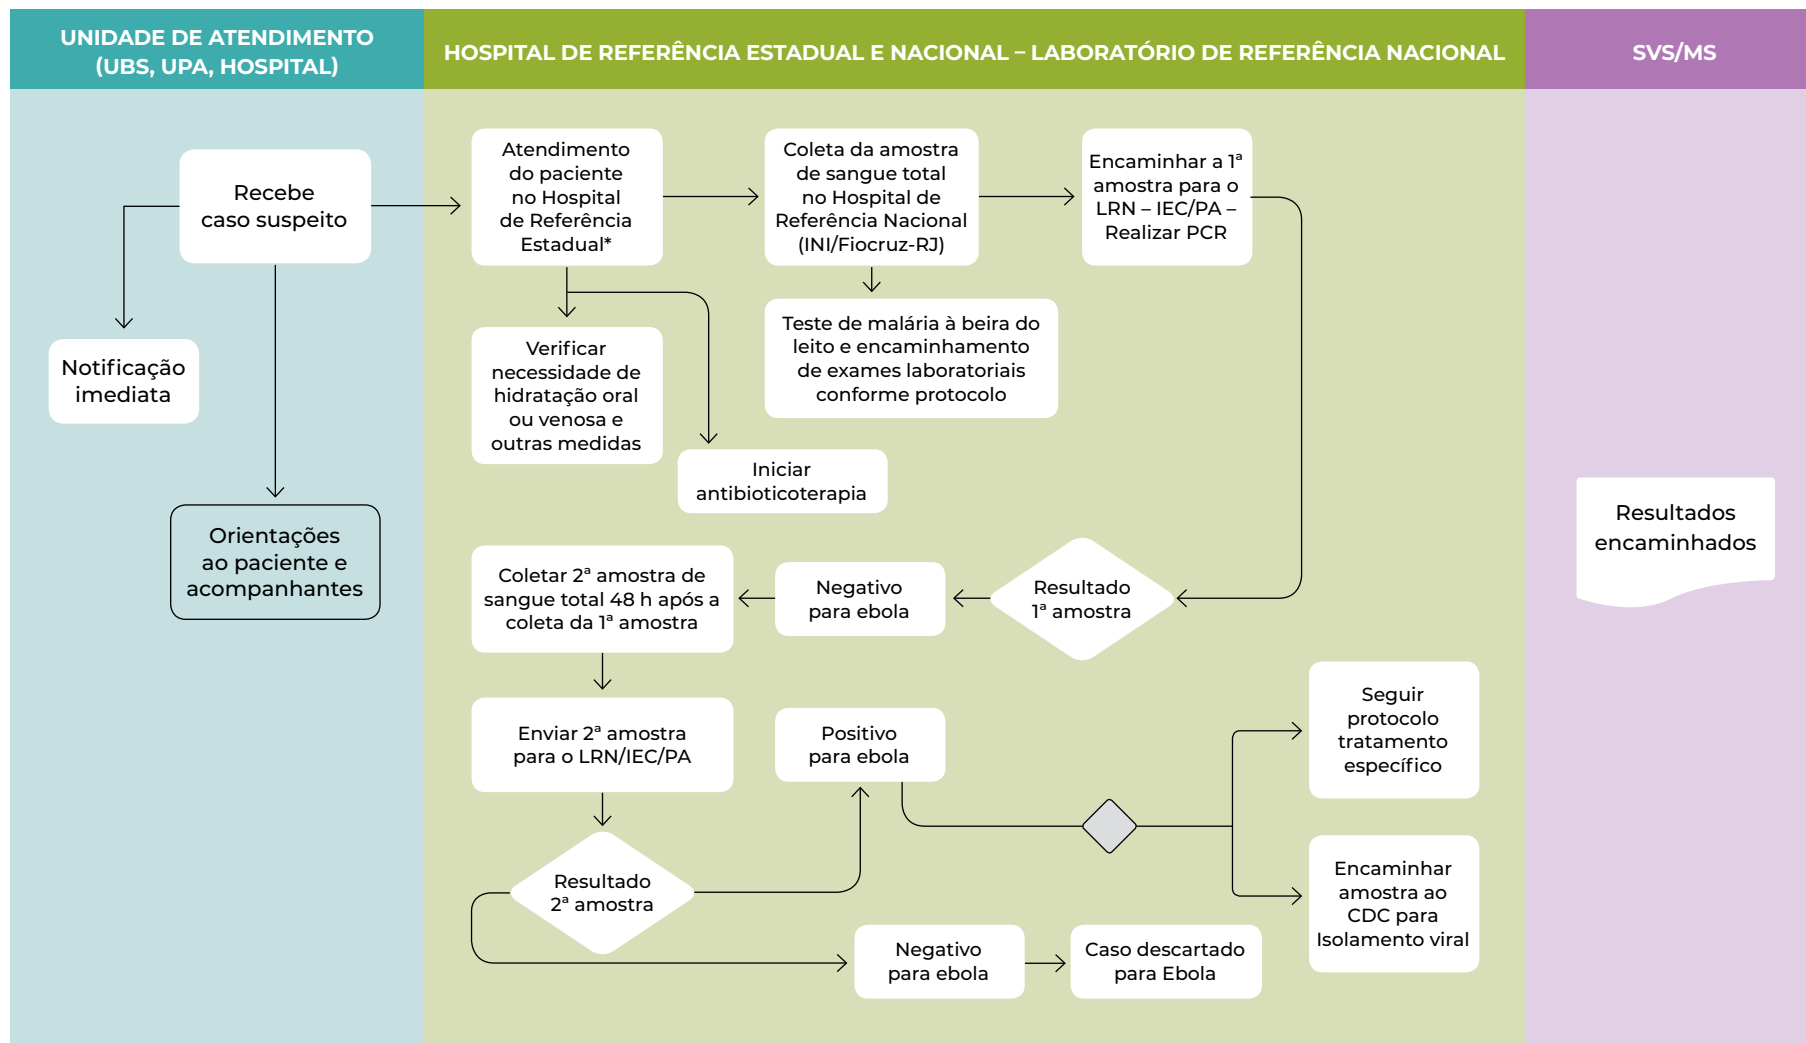 UNIDADE DE ATENDIMENTO
(UBS, UPA, HOSPITAL)
HOSPITAL DE REFERÊNCIA ESTADUAL E NACIONAL – LABORATÓRIO DE REFERÊNCIA NACIONAL
SVS/MS
Recebe
caso suspeito
Notificação
imediata
Orientações
ao paciente e
acompanhantes
Atendimento
do paciente
no Hospital
de Referência
Estadual*
Coleta da amostra
de sangue total
no Hospital de
Referência Nacional
(INI/Fiocruz-RJ)
Encaminhar a 1ª
amostra para o
LRN – IEC/PA –
Realizar PCR
Verificar
necessidade de
hidratação oral
ou venosa e
outras medidas
Teste de malária à beira do
leito e encaminhamento
de exames laboratoriais
conforme protocolo
Iniciar
antibioticoterapia
Resultado
1ª amostra
Negativo
para ebola
Coletar 2ª amostra de
sangue total 48 h após a
coleta da 1ª amostra
Enviar 2ª amostra
para o LRN/IEC/PA
Resultado
2ª amostra
Positivo
para ebola
Seguir
protocolo
tratamento
específico
Encaminhar
amostra ao
CDC para
Isolamento viral
Negativo
para ebola
Caso descartado
para Ebola
Resultados
encaminhados